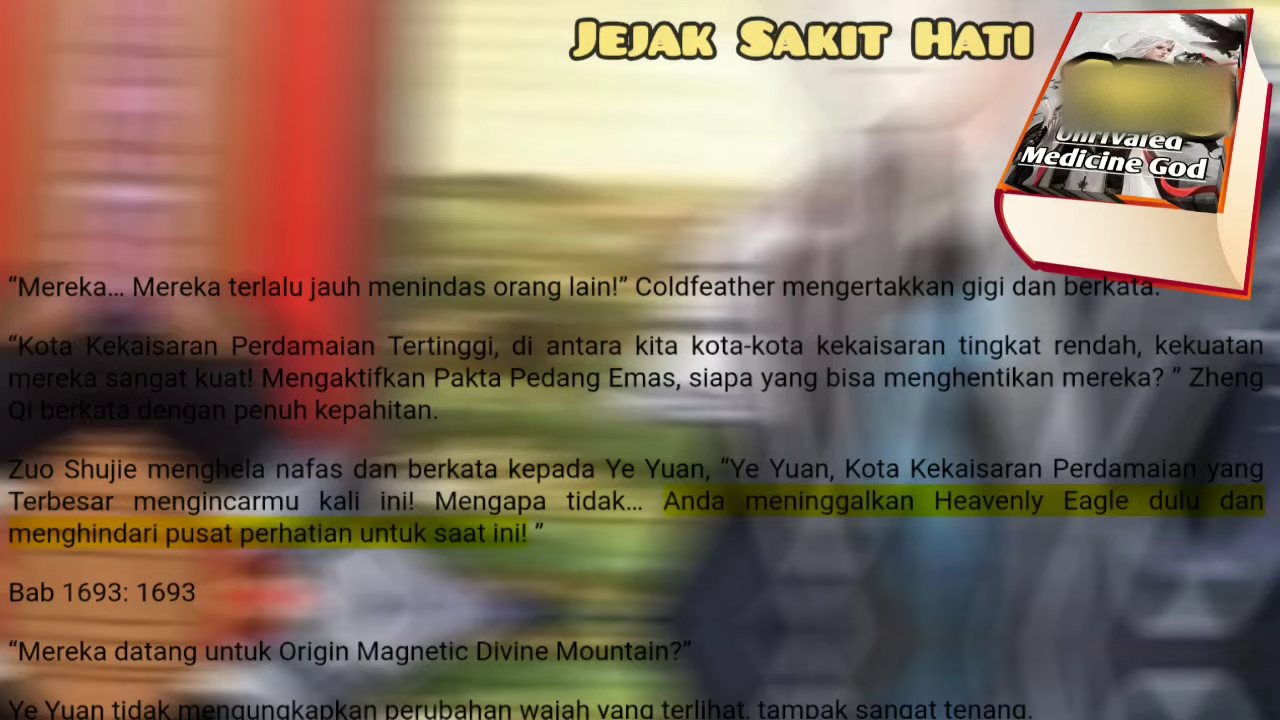 Jejak Sakit Hati
Unrivaled
Medicine God
“Mereka… Mereka terlalu jauh menindas orang lain!” Coldfeather mengertakkan gigi dan berkata.
“Kota Kekaisaran Perdamaian Tertinggi, di antara kita kota-kota kekaisaran tingkat rendah, kekuatan
mereka sangat kuat! Mengaktifkan Pakta Pedang Emas, siapa yang bisa menghentikan mereka? ” Zheng
Qi berkata dengan penuh kepahitan.
Zuo Shujie menghela nafas dan berkata kepada Ye Yuan, “Ye Yuan, Kota Kekaisaran Perdamaian yang
Terbesar mengincarmu kali ini! Mengapa tidak… Anda meninggalkan Heavenly Eagle dulu dan
menghindari pusat perhatian untuk saat ini! ”
Bab 1693: 1693
“Mereka datang untuk Origin Magnetic Divine Mountain?”
Ye Yuan tidak mengungkapkan perubahan wajah yang terlihat, tampak sangat tenang.